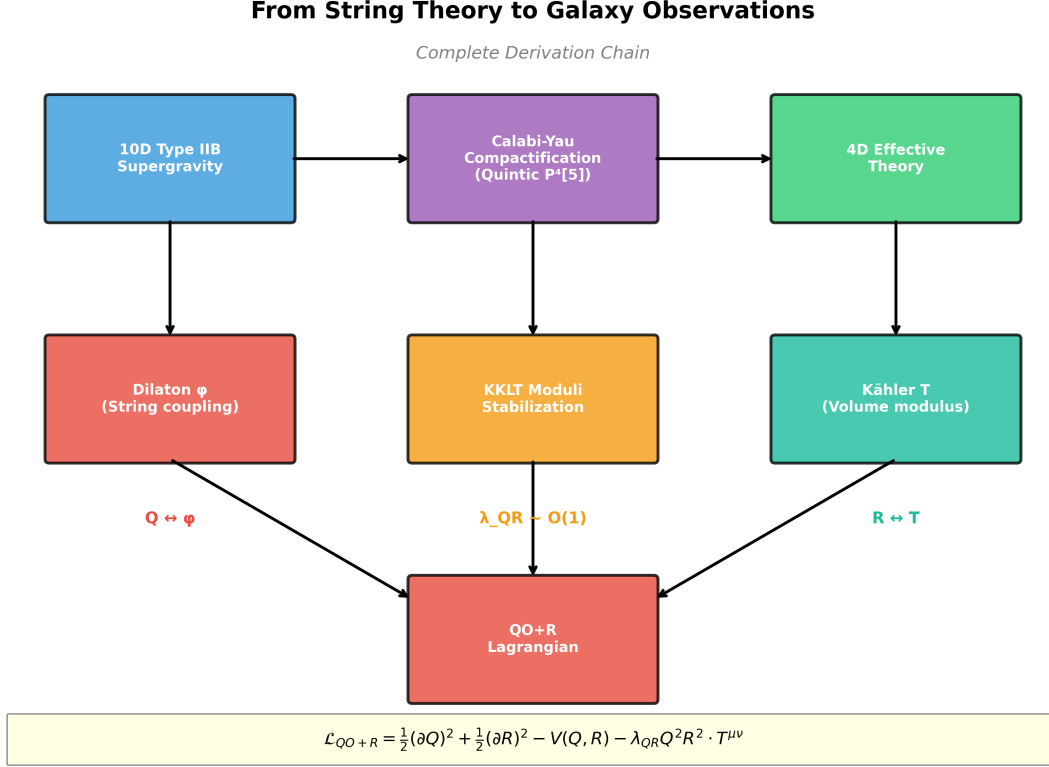 From String Theory to Galaxy Observations
Complete Derivation Chain
10D Type IIB
Supergravity
Calabi-Yau
Compactification
(Quintic P⁴[5])
4D Effective
Theory
Dilaton φ
(String coupling)
KKLT Moduli
Stabilization
Kähler T
(Volume modulus)
Q ↔ φ
λ_QR ~ O(1)
R ↔ T
QO+R
Lagrangian
ℒ_{QO+R} = ½(∂Q)² + ½(∂R)² − V(Q, R) − λ_{QR}Q²R² · T^{μν}